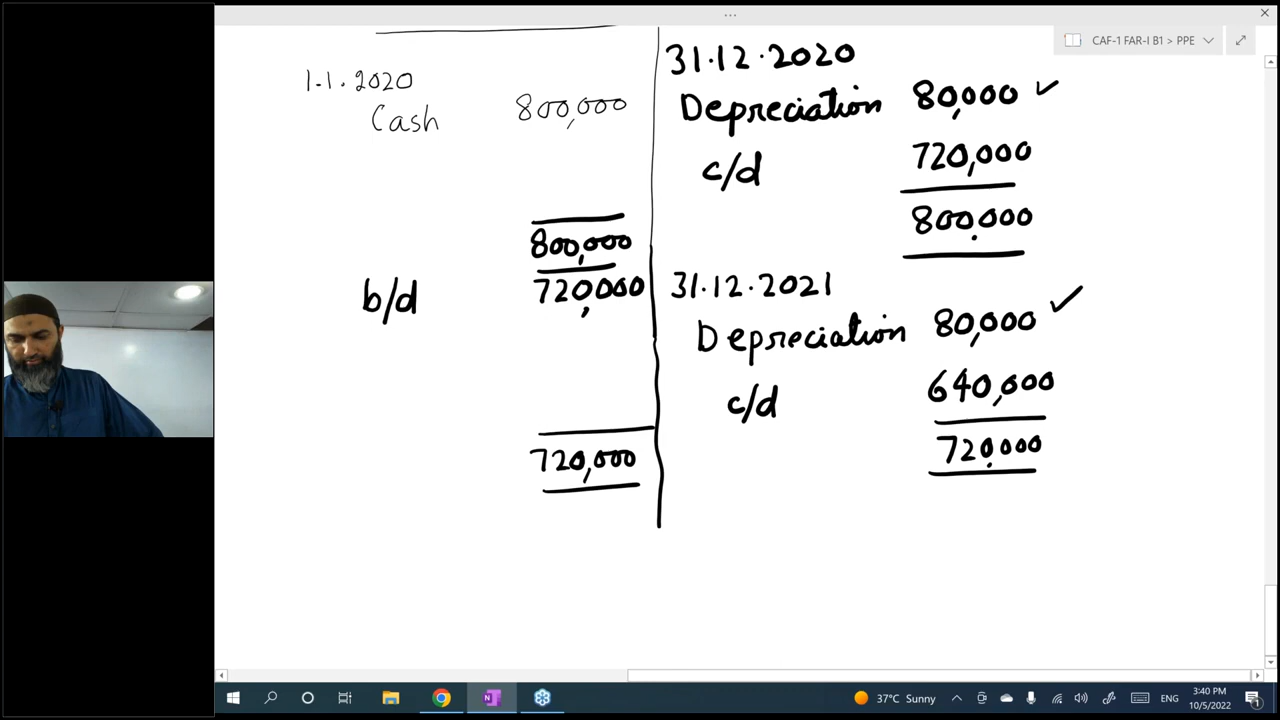 CAF-1 FAR-I B1 > PPE
1.1.2020
Cash 800,000
800,000
b/d 720,000
720,000
31.12.2020
Depreciation 80,000 ✓
c/d 720,000
800,000
31.12.2021
Depreciation 80,000 ✓
c/d 640,000
720,000
37°C Sunny
ENG
3:40 PM
10/5/2022
1